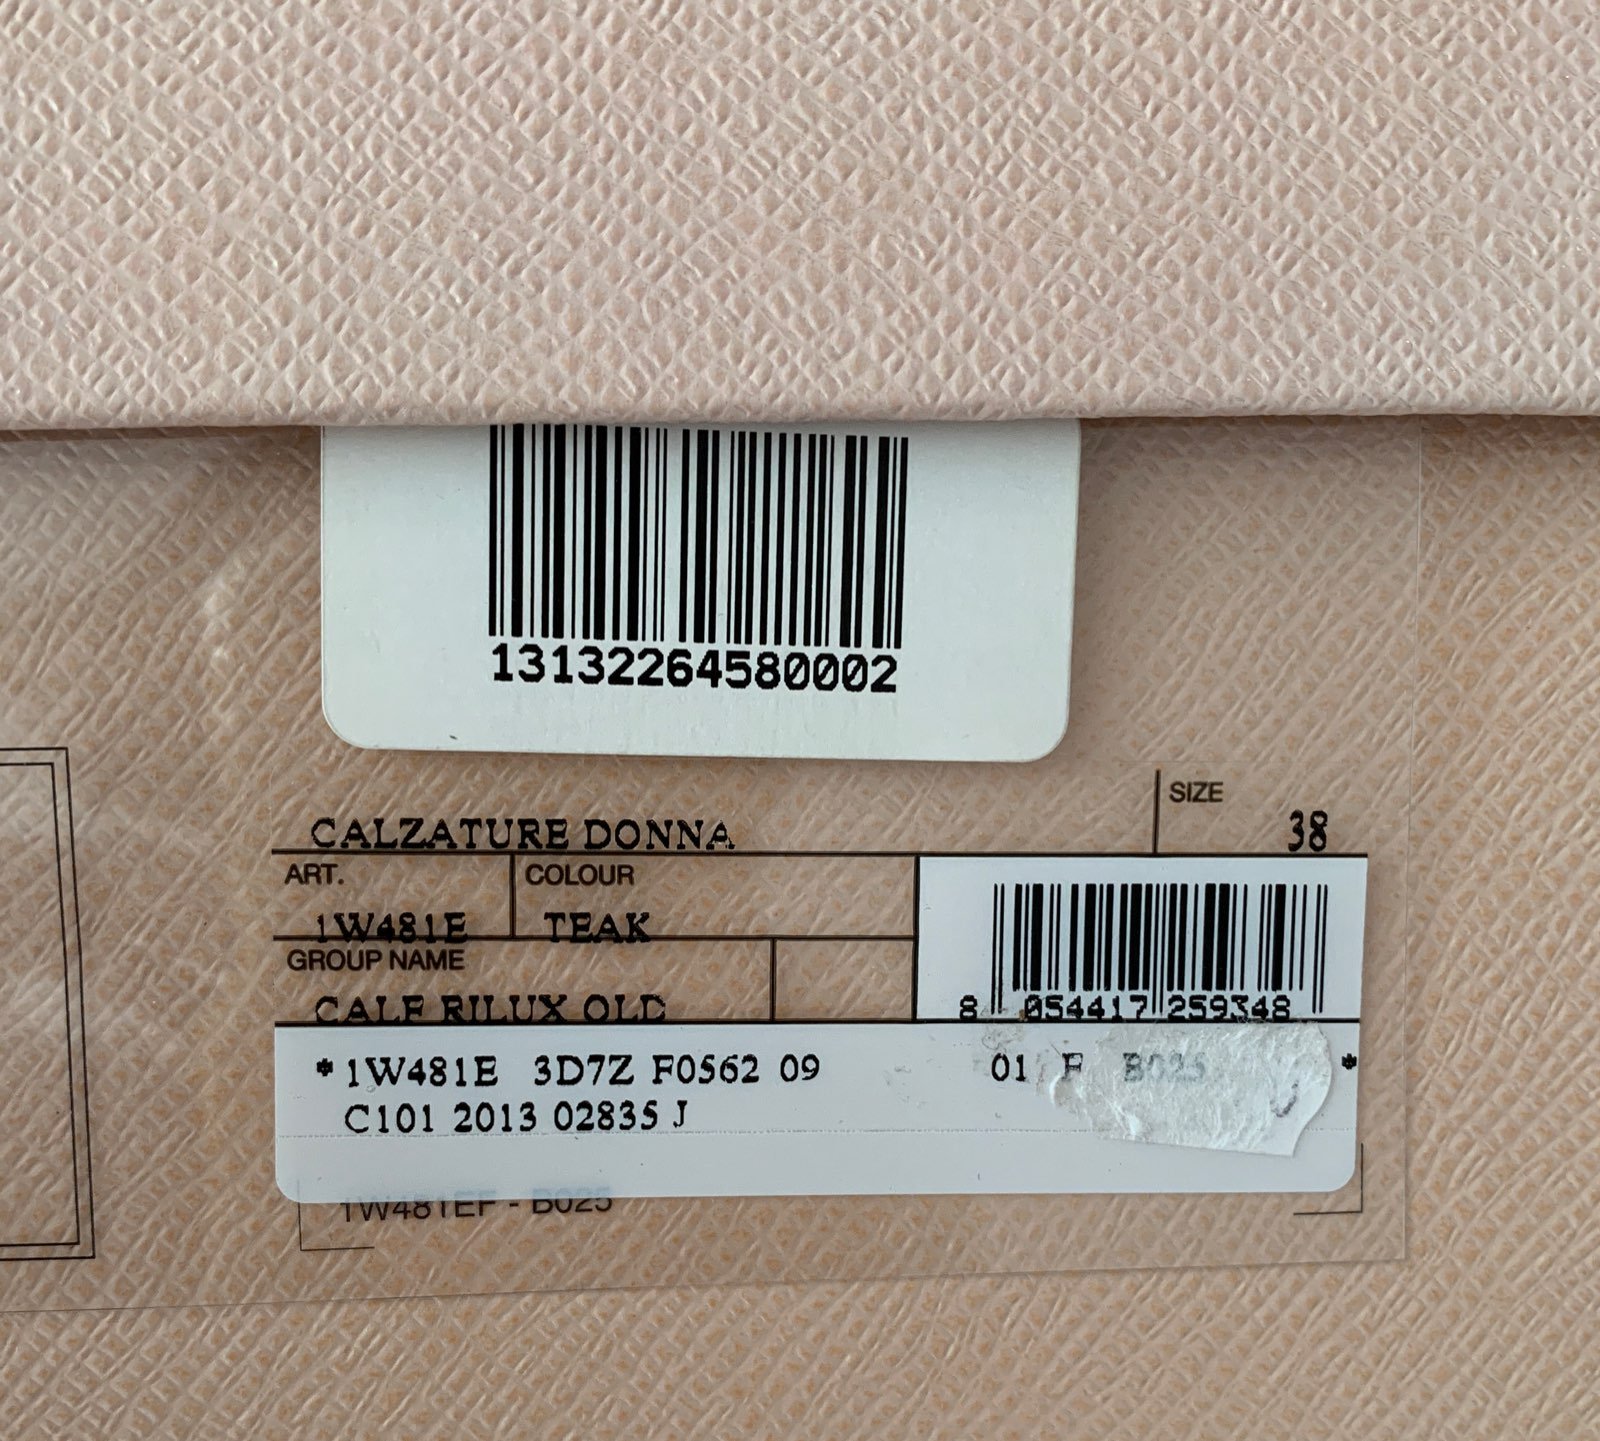 13132264580002
SIZE
CALZATURE DONNA 38
ART. COLOUR
1W481E TEAK
GROUP NAME
CALF RILUX OLD
8 054417 259348
*1W481E 3D7Z F0562 09 01 F B025 *
C101 2013 02835 J
1W481EF - B025